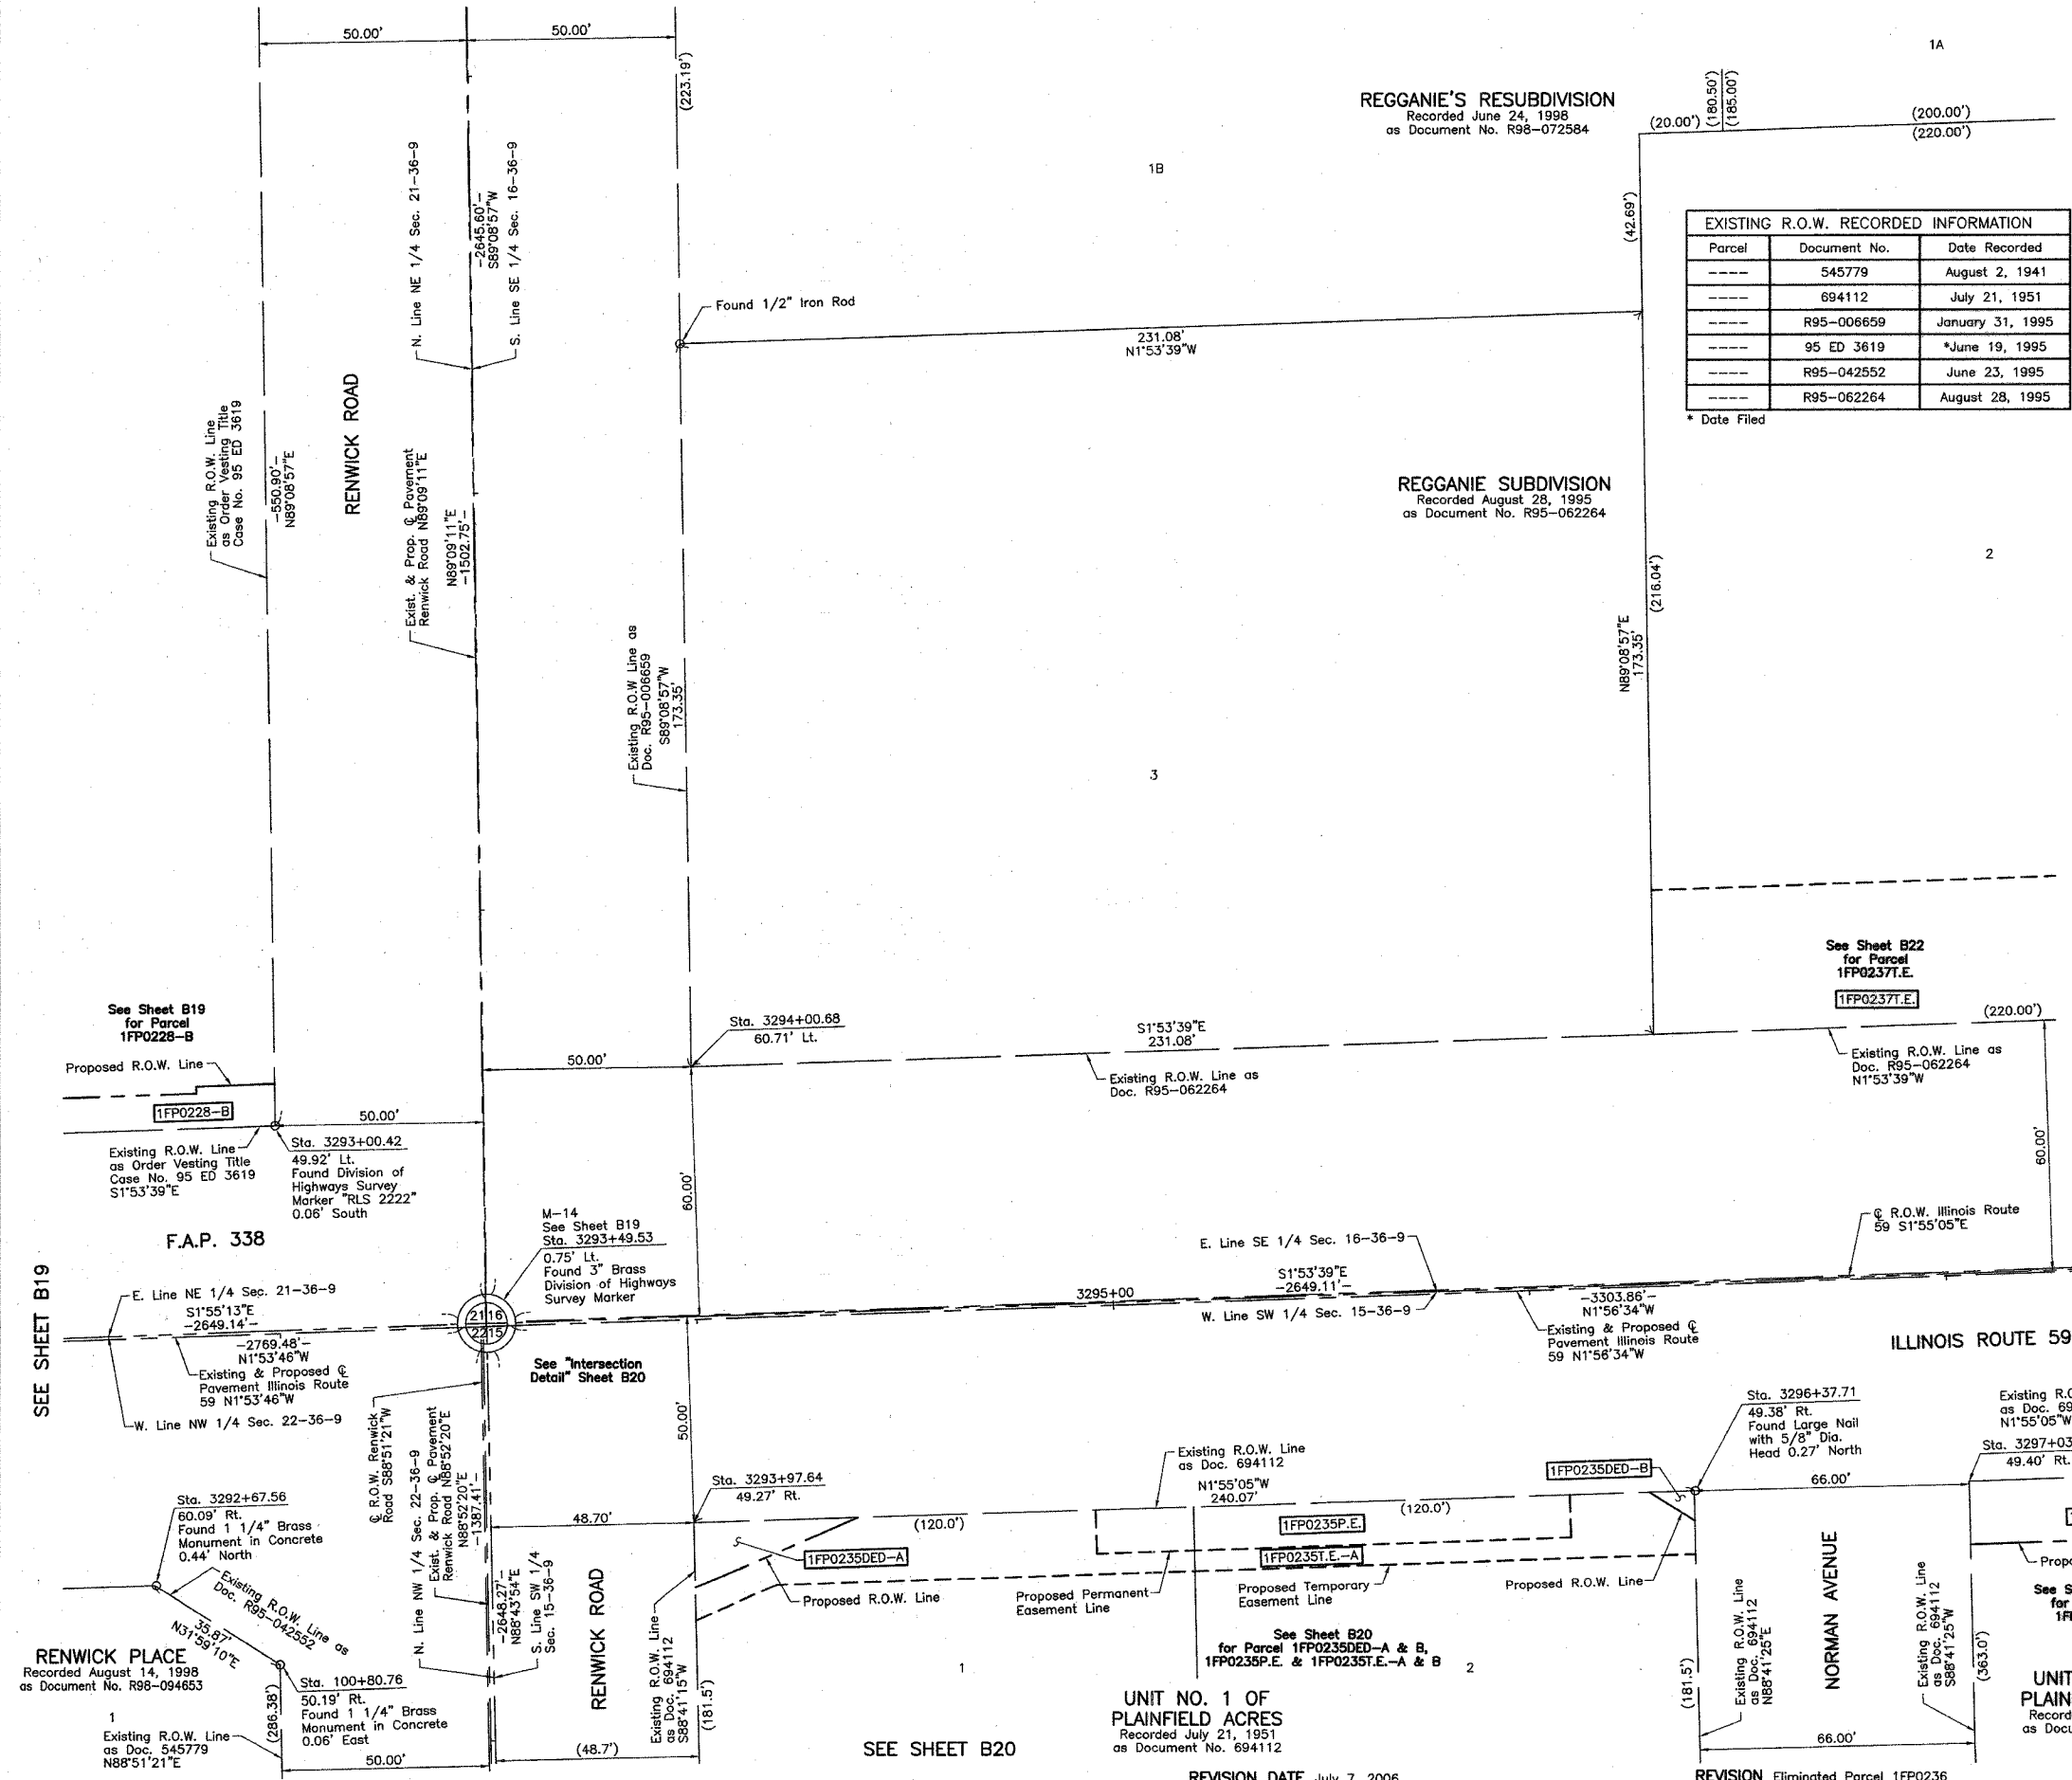 50.00'
50.00'
(223.19')
1A
REGGANIE'S RESUBDIVISION
Recorded June 24, 1998
as Document No. R98-072584
(20.00')
(180.50')
(185.00')
(200.00')
(220.00')
1B
(42.69')
N. Line NE 1/4 Sec. 21-36-9
-2645.60'-
S89°08'57"W
S. Line SE 1/4 Sec. 16-36-9
EXISTING R.O.W. RECORDED INFORMATION
Parcel Document No. Date Recorded
---- 545779 August 2, 1941
---- 694112 July 21, 1951
---- R95-006659 January 31, 1995
---- 95 ED 3619 *June 19, 1995
---- R95-042552 June 23, 1995
---- R95-062264 August 28, 1995
* Date Filed
Found 1/2" Iron Rod
231.08'
N1°53'39"W
Existing R.O.W. Line
as Order Vesting Title
Case No. 95 ED 3619
-550.90'-
N89°08'57"E
RENWICK ROAD
Exist. & Prop. ℄ Pavement
Renwick Road N89°09'11"E
N89°09'11"E
-1502.75'-
REGGANIE SUBDIVISION
Recorded August 28, 1995
as Document No. R95-062264
2
(216.04')
N89°08'57"E
173.35'
Existing R.O.W Line as
Doc. R95-006659
S89°08'57"W
173.35'
3
See Sheet B22
for Parcel
1FP0237T.E.
1FP0237T.E.
(220.00')
See Sheet B19
for Parcel
1FP0228-B
Proposed R.O.W. Line
1FP0228-B
50.00'
Sta. 3294+00.68
60.71' Lt.
S1°53'39"E
231.08'
50.00'
Existing R.O.W. Line as
Doc. R95-062264
Existing R.O.W. Line as
Doc. R95-062264
N1°53'39"W
Existing R.O.W. Line
as Order Vesting Title
Case No. 95 ED 3619
S1°53'39"E
Sta. 3293+00.42
49.92' Lt.
Found Division of
Highways Survey
Marker "RLS 2222"
0.06' South
60.00'
60.00'
F.A.P. 338
M-14
See Sheet B19
Sta. 3293+49.53
0.75' Lt.
Found 3" Brass
Division of Highways
Survey Marker
℄ R.O.W. Illinois Route
59 S1°55'05"E
SEE SHEET B19
E. Line NE 1/4 Sec. 21-36-9
S1°55'13"E
-2649.14'-
-2769.48'-
N1°53'46"W
Existing & Proposed ℄
Pavement Illinois Route
59 N1°53'46"W
W. Line NW 1/4 Sec. 22-36-9
21 16
22 15
See "Intersection
Detail" Sheet B20
3295+00
E. Line SE 1/4 Sec. 16-36-9
S1°53'39"E
-2649.11'-
W. Line SW 1/4 Sec. 15-36-9
-3303.86'-
N1°56'34"W
Existing & Proposed ℄
Pavement Illinois Route
59 N1°56'34"W
ILLINOIS ROUTE 59
℄ R.O.W. Renwick
Road S88°51'21"W
N. Line NW 1/4 Sec. 22-36-9
Exist. & Prop. ℄ Pavement
Renwick Road N88°52'20"E
N88°52'20"E
-1387.41'-
-2648.27'-
N88°43'54"E
S. Line SW 1/4
Sec. 15-36-9
50.00'
Sta. 3293+97.64
49.27' Rt.
48.70'
Existing R.O.W. Line
as Doc. 694112
N1°55'05"W
240.07'
(120.0')
(120.0')
1FP0235DED-B
Sta. 3296+37.71
49.38' Rt.
Found Large Nail
with 5/8" Dia.
Head 0.27' North
66.00'
Existing R.O
as Doc. 69
N1°55'05"W
Sta. 3297+03
49.40' Rt.
Sta. 3292+67.56
60.09' Rt.
Found 1 1/4" Brass
Monument in Concrete
0.44' North
Existing R.O.W. Line as
Doc. R95-042552
35.87'
N31°59'10"E
RENWICK PLACE
Recorded August 14, 1998
as Document No. R98-094653
1
Existing R.O.W. Line
as Doc. 545779
N88°51'21"E
(286.38')
Sta. 100+80.76
50.19' Rt.
Found 1 1/4" Brass
Monument in Concrete
0.06' East
50.00'
RENWICK ROAD
(48.7')
Existing R.O.W. Line
as Doc. 694112
S88°41'15"W
(181.5')
1FP0235DED-A
Proposed R.O.W. Line
1FP0235P.E.
1FP0235T.E.-A
Proposed Permanent
Easement Line
Proposed Temporary
Easement Line
Proposed R.O.W. Line
See Sheet B20
for Parcel 1FP0235DED-A & B,
1FP0235P.E. & 1FP0235T.E.-A & B
1
2
UNIT NO. 1 OF
PLAINFIELD ACRES
Recorded July 21, 1951
as Document No. 694112
SEE SHEET B20
(181.5')
Existing R.O.W. Line
as Doc. 694112
N88°41'25"E
NORMAN AVENUE
Existing R.O.W. Line
as Doc. 694112
S88°41'25"W
(363.0')
66.00'
Propo
See S
for
1F
UNIT
PLAIN
Record
as Docu
REVISION DATE July 7, 2006
REVISION Eliminated Parcel 1FP0236